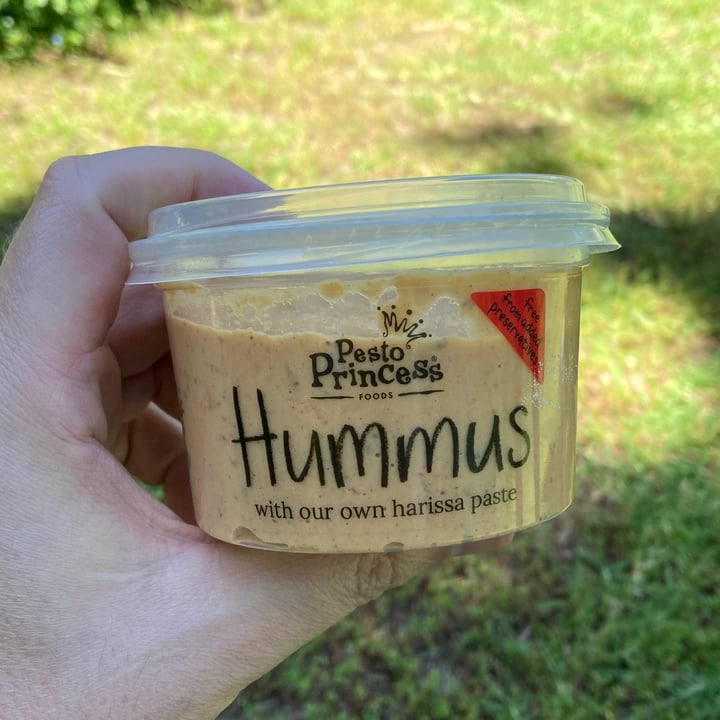 free
from added
preservatives
Pesto
Princess®
FOODS
Hummus
with our own harissa paste